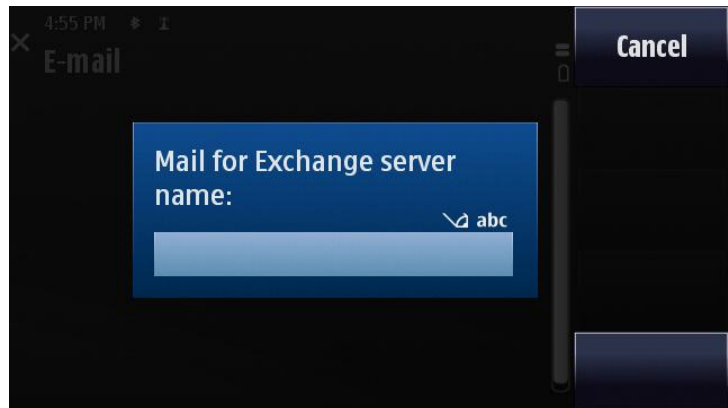 4:55 PM
E-mail
Cancel
Mail for Exchange server
name:
abc